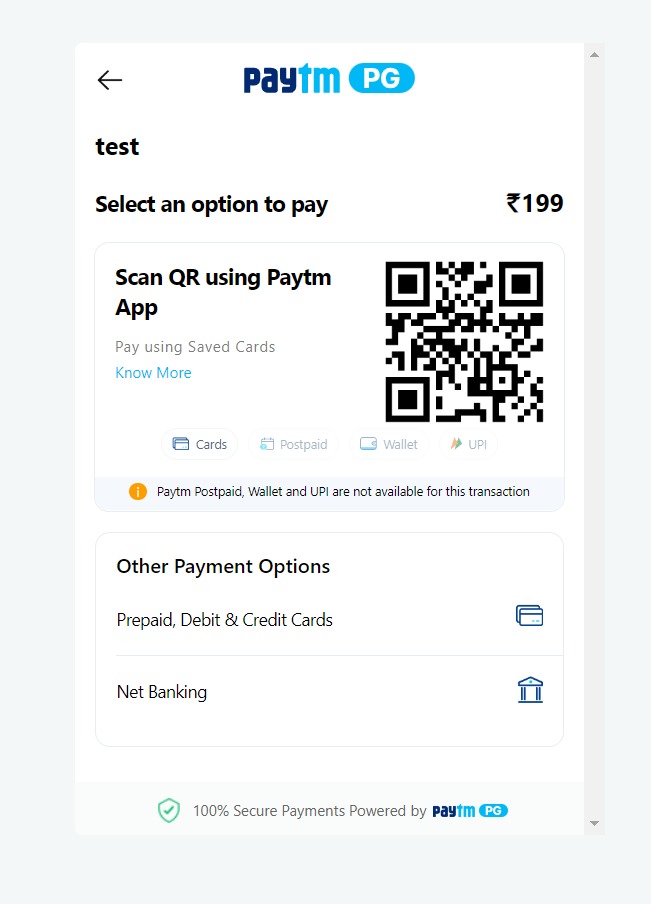 paytm PG
test
Select an option to pay ₹199
Scan QR using Paytm
App
Pay using Saved Cards
Know More
Cards Postpaid Wallet UPI
Paytm Postpaid, Wallet and UPI are not available for this transaction
Other Payment Options
Prepaid, Debit & Credit Cards
Net Banking
100% Secure Payments Powered by paytm PG